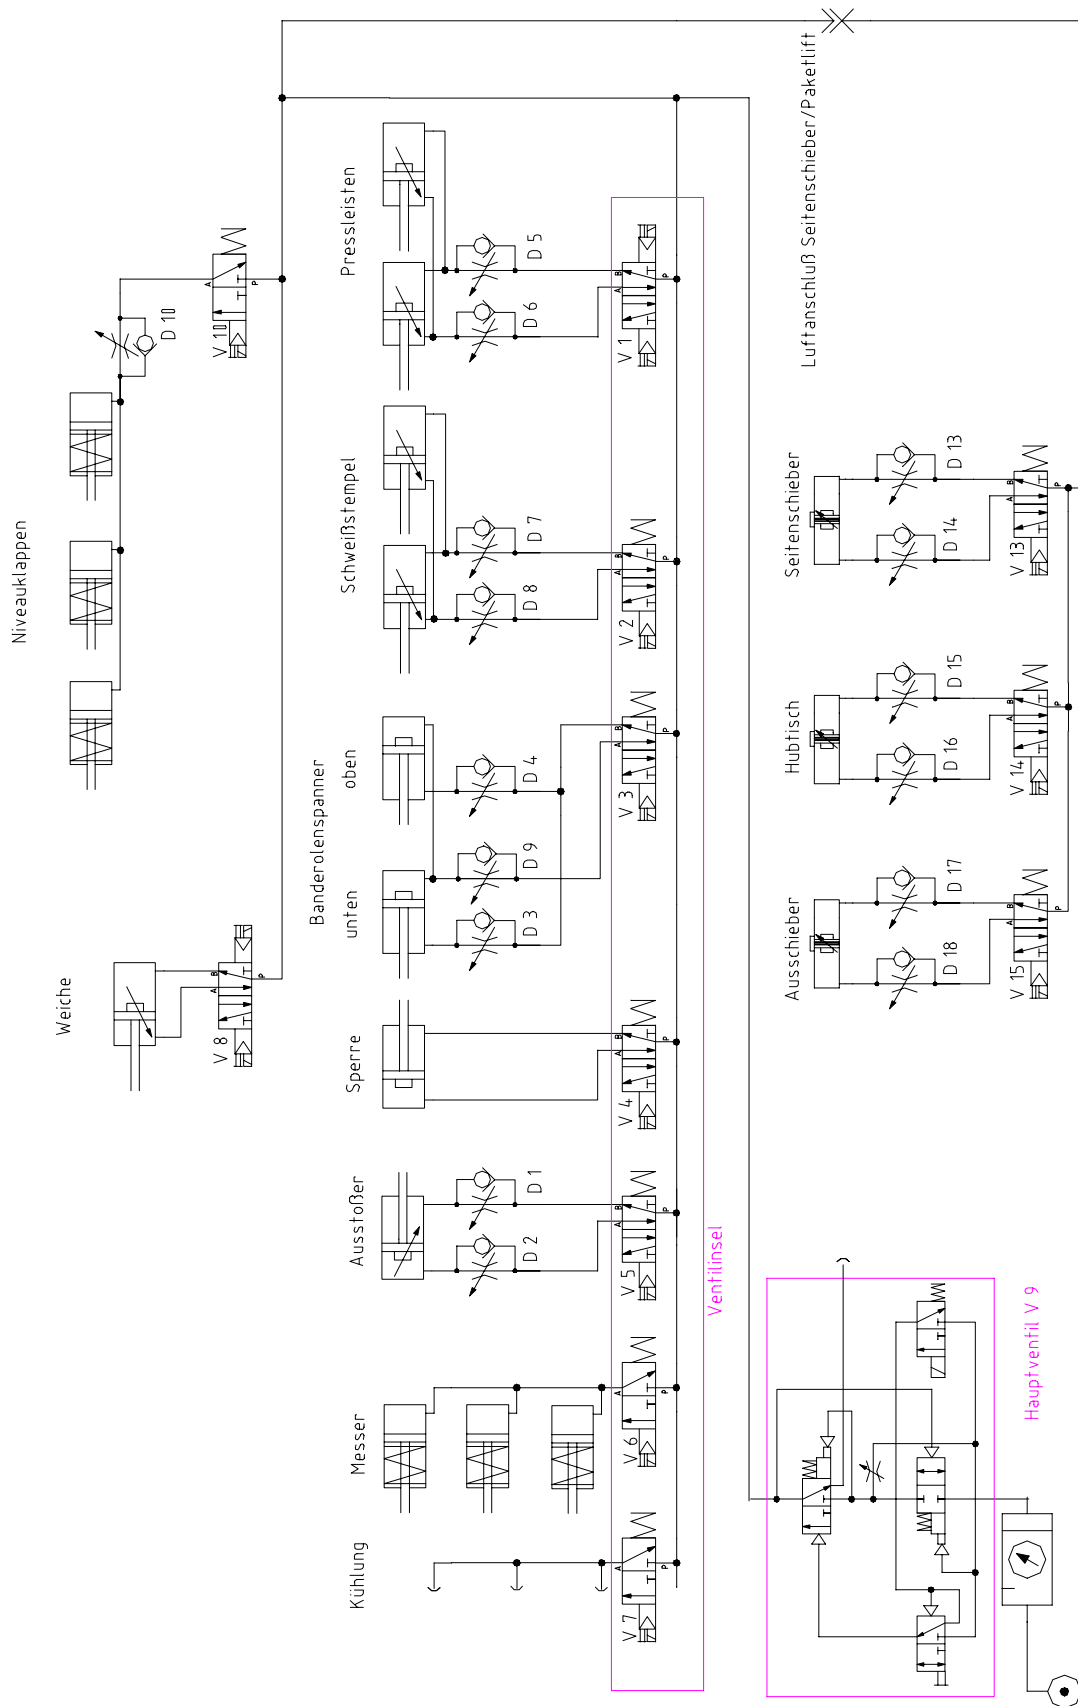 Niveauklappen
Weiche
D 10
V 8
A B
P
V 10
A
P
Banderolenspanner
Kühlung
Messer
Ausstoßer
Sperre
unten
oben
Schweißstempel
Pressleisten
D 2
D 1
D 3
D 9
D 4
D 8
D 7
D 6
D 5
V 7
A
P
V 6
A
P
V 5
A B
P
V 4
A B
P
V 3
A B
P
V 2
A B
P
V 1
A B
P
Ventilinsel
Ausschieber
Hubtisch
Seitenschieber
Luftanschluß Seitenschieber/Paketlift
D 18
D 17
D 16
D 15
D 14
D 13
V 15
A B
P
V 14
A B
P
V 13
A B
P
Hauptventil V 9